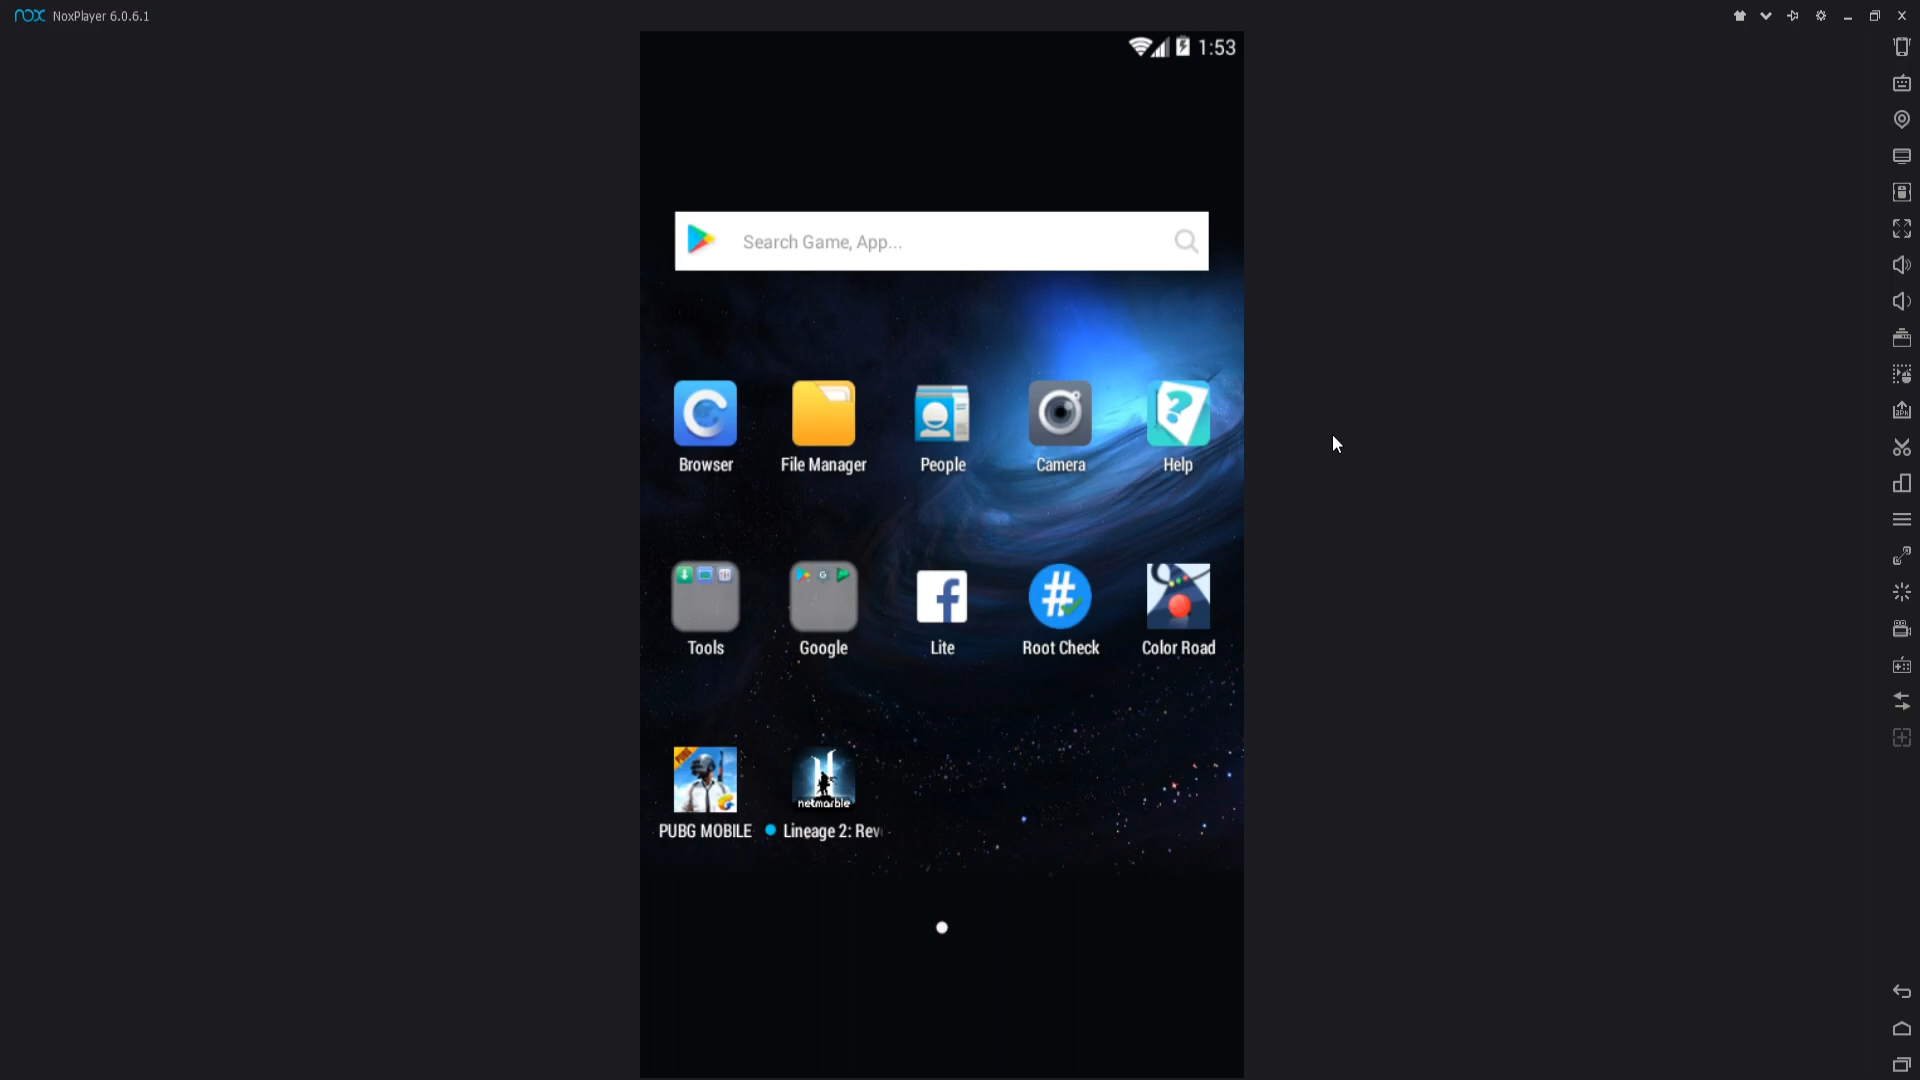 nox NoxPlayer 6.0.6.1
1:53
Search Game, App...
Browser File Manager People Camera Help
Tools Google Lite Root Check Color Road
netmarble
PUBG MOBILE Lineage 2: Rev